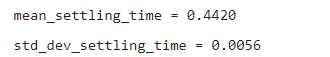 mean_settling_time = 0.4420
std_dev_settling_time = 0.0056